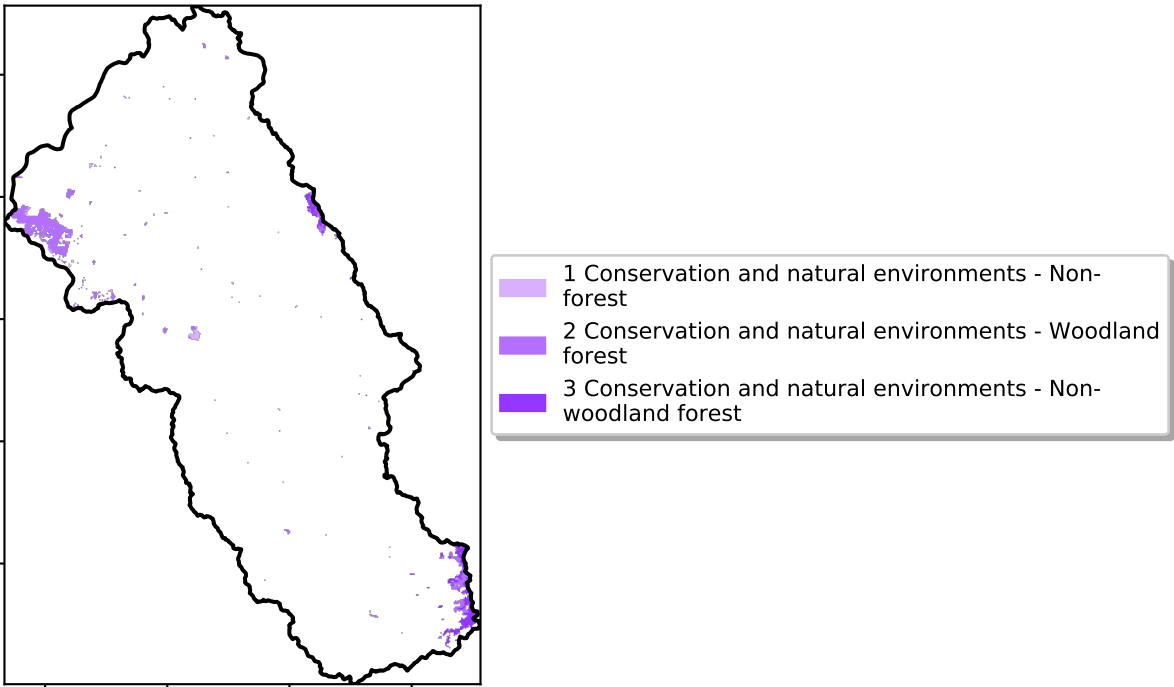 1 Conservation and natural environments - Non-
forest
2 Conservation and natural environments - Woodland
forest
3 Conservation and natural environments - Non-
woodland forest